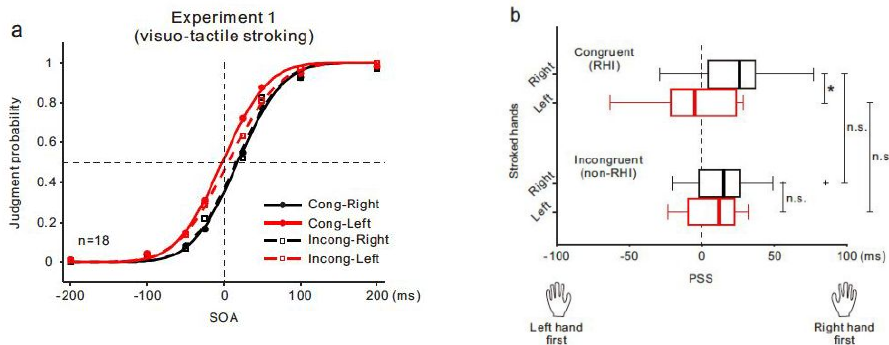 a
Experiment 1
(visuo-tactile stroking)
Judgment probability
1
0.8
0.6
0.4
0.2
0
n=18
Cong-Right
Cong-Left
Incong-Right
Incong-Left
-200
-100
0
100
200 (ms)
SOA
b
Stroked hands
Congruent
(RHI)
Right
Left
*
n.s.
n.s
Incongruent
(non-RHI)
Right
Left
n.s.
-100
-50
0
50
100 (ms)
PSS
Left hand
first
Right hand
first